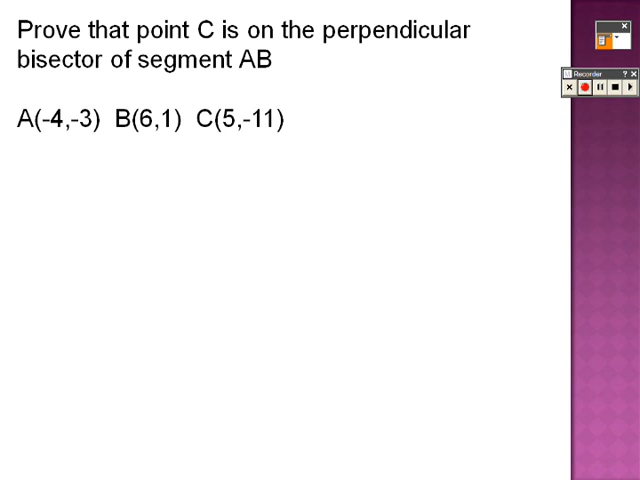 Prove that point C is on the perpendicular
bisector of segment AB
A(-4,-3) B(6,1) C(5,-11)
Recorder